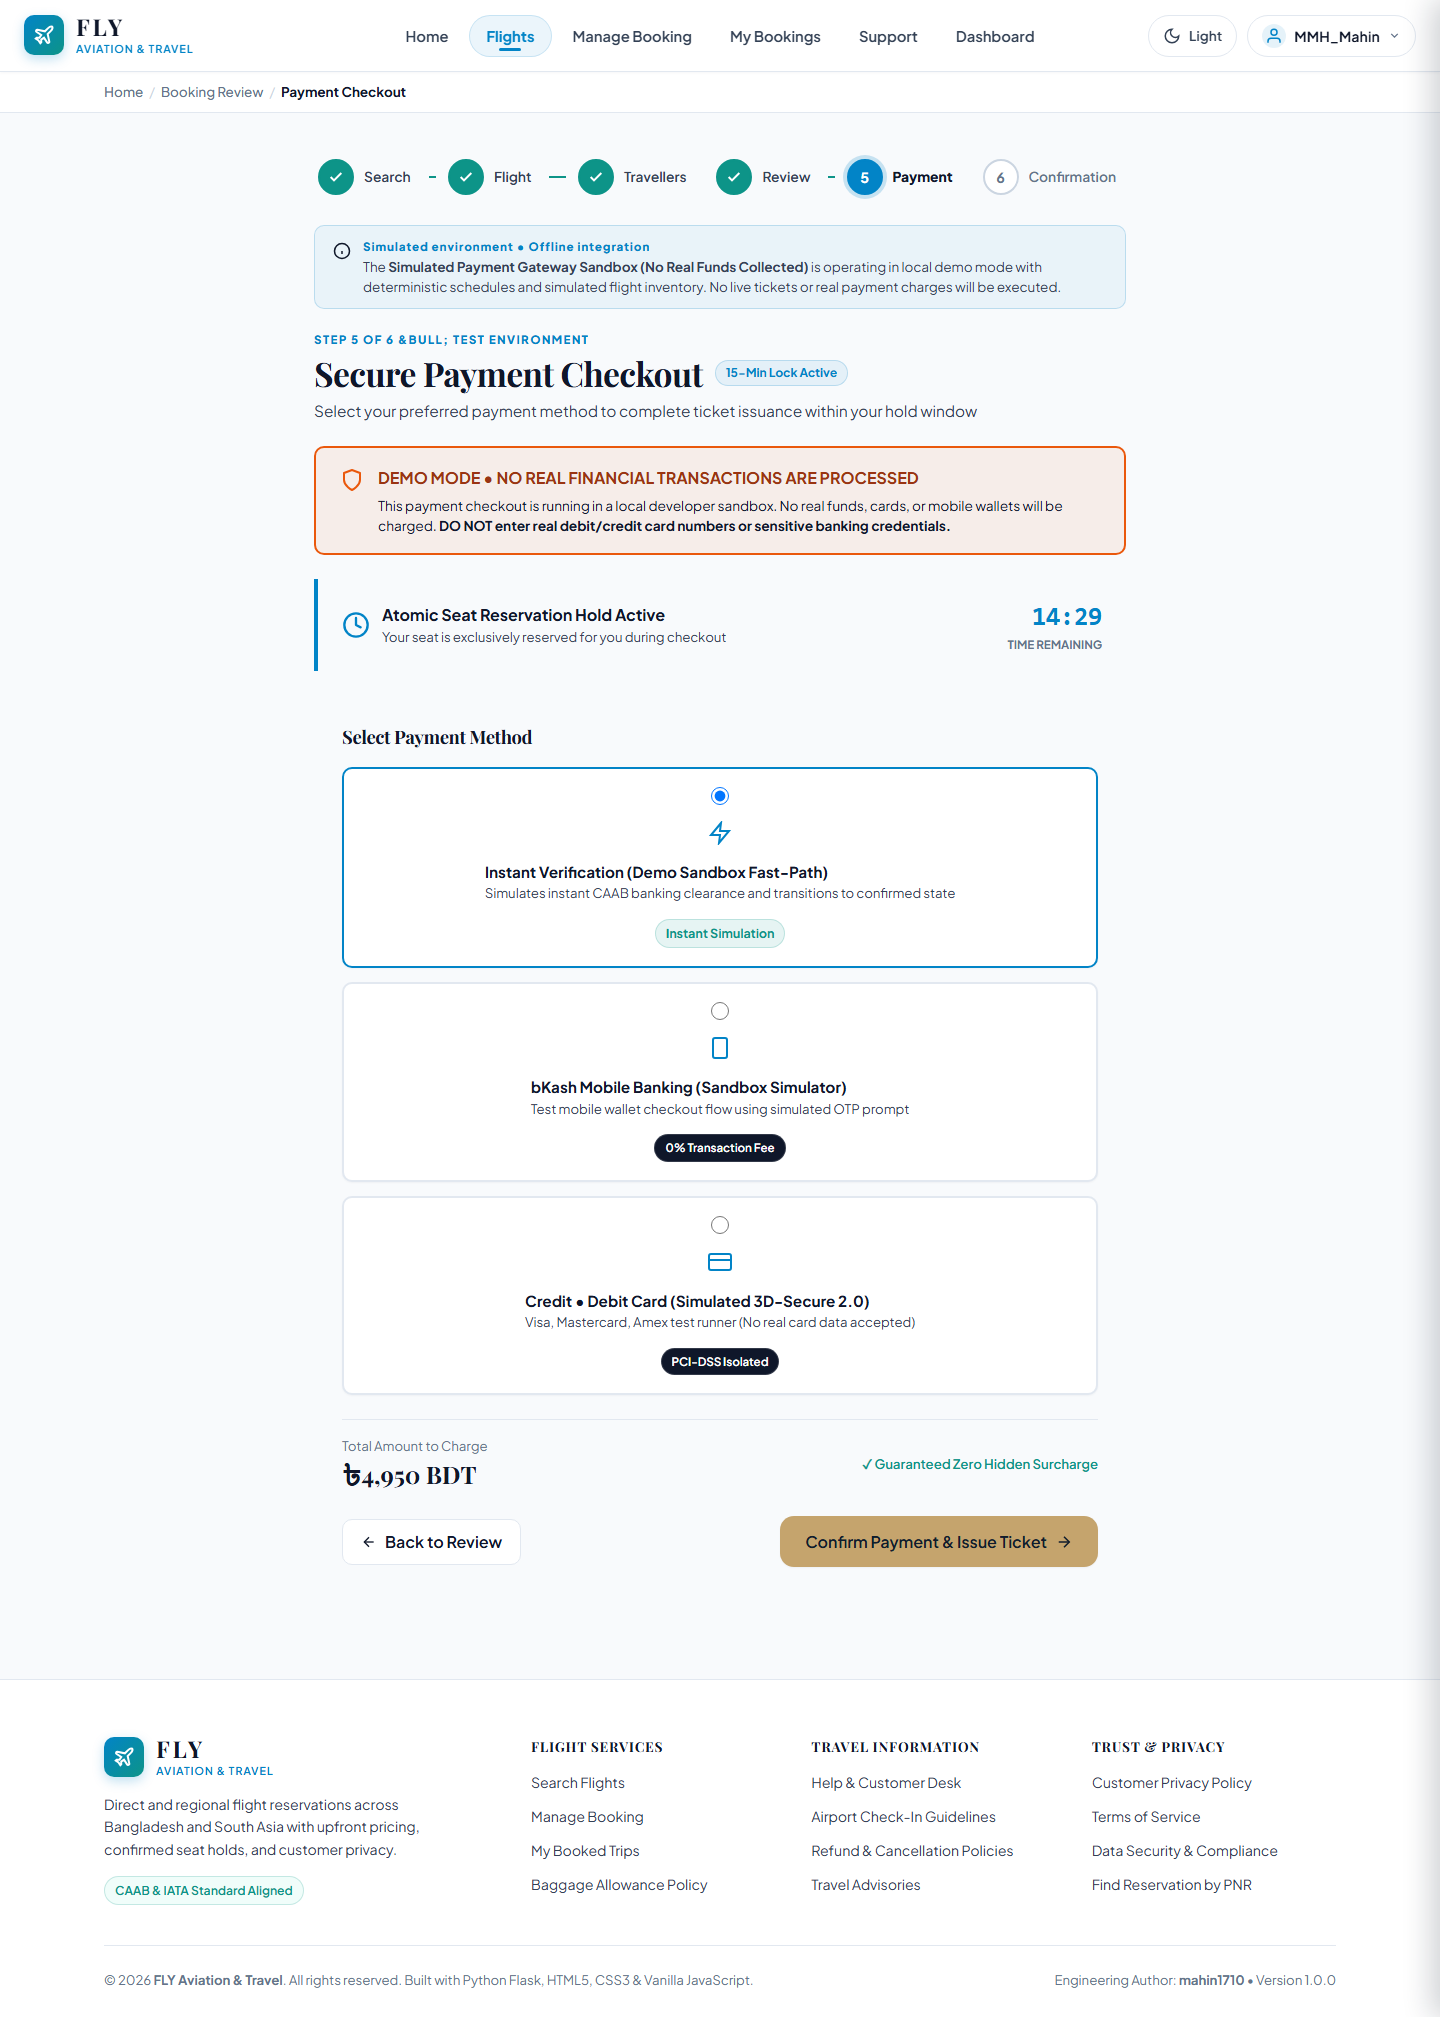 FLY
AVIATION & TRAVEL
Home
Flights
Manage Booking
My Bookings
Support
Dashboard
Light
MMH_Mahin
Home / Booking Review / Payment Checkout
Search
Flight
Travellers
Review
5 Payment
6 Confirmation
Simulated environment • Offline integration
The Simulated Payment Gateway Sandbox (No Real Funds Collected) is operating in local demo mode with
deterministic schedules and simulated flight inventory. No live tickets or real payment charges will be executed.
STEP 5 OF 6 &BULL; TEST ENVIRONMENT
Secure Payment Checkout
15-Min Lock Active
Select your preferred payment method to complete ticket issuance within your hold window
DEMO MODE • NO REAL FINANCIAL TRANSACTIONS ARE PROCESSED
This payment checkout is running in a local developer sandbox. No real funds, cards, or mobile wallets will be
charged. DO NOT enter real debit/credit card numbers or sensitive banking credentials.
Atomic Seat Reservation Hold Active
Your seat is exclusively reserved for you during checkout
14:29
TIME REMAINING
Select Payment Method
Instant Verification (Demo Sandbox Fast-Path)
Simulates instant CAAB banking clearance and transitions to confirmed state
Instant Simulation
bKash Mobile Banking (Sandbox Simulator)
Test mobile wallet checkout flow using simulated OTP prompt
0% Transaction Fee
Credit • Debit Card (Simulated 3D-Secure 2.0)
Visa, Mastercard, Amex test runner (No real card data accepted)
PCI-DSS Isolated
Total Amount to Charge
৳4,950 BDT
✓ Guaranteed Zero Hidden Surcharge
← Back to Review
Confirm Payment & Issue Ticket →
FLY
AVIATION & TRAVEL
Direct and regional flight reservations across
Bangladesh and South Asia with upfront pricing,
confirmed seat holds, and customer privacy.
CAAB & IATA Standard Aligned
FLIGHT SERVICES
Search Flights
Manage Booking
My Booked Trips
Baggage Allowance Policy
TRAVEL INFORMATION
Help & Customer Desk
Airport Check-In Guidelines
Refund & Cancellation Policies
Travel Advisories
TRUST & PRIVACY
Customer Privacy Policy
Terms of Service
Data Security & Compliance
Find Reservation by PNR
© 2026 FLY Aviation & Travel. All rights reserved. Built with Python Flask, HTML5, CSS3 & Vanilla JavaScript.
Engineering Author: mahin1710 • Version 1.0.0